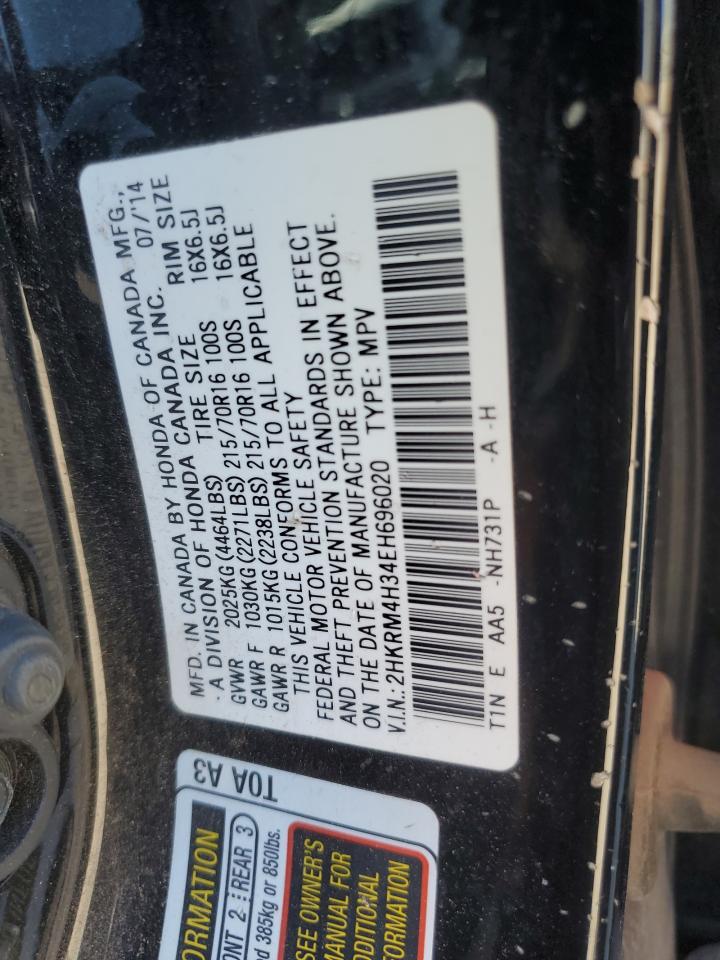 MFD. IN CANADA BY HONDA OF CANADA MFG.,
A DIVISION OF HONDA CANADA INC. 07/'14
GVWR 2025KG (4464LBS) TIRE SIZE RIM SIZE
GAWR F 1030KG (2271LBS) 215/70R16 100S 16X6.5J
GAWR R 1015KG (2238LBS) 215/70R16 100S 16X6.5J
THIS VEHICLE CONFORMS TO ALL APPLICABLE
FEDERAL MOTOR VEHICLE SAFETY
AND THEFT PREVENTION STANDARDS IN EFFECT
ON THE DATE OF MANUFACTURE SHOWN ABOVE.
V.I.N.: 2HKRM4H34EH696020 TYPE: MPV
T1N E AA5 -NH731P -A -H
T0A A3
ORMATION
ONT 2 REAR 3
d 385kg or 850lbs.
SEE OWNER'S
MANUAL FOR
ADDITIONAL
FORMATION